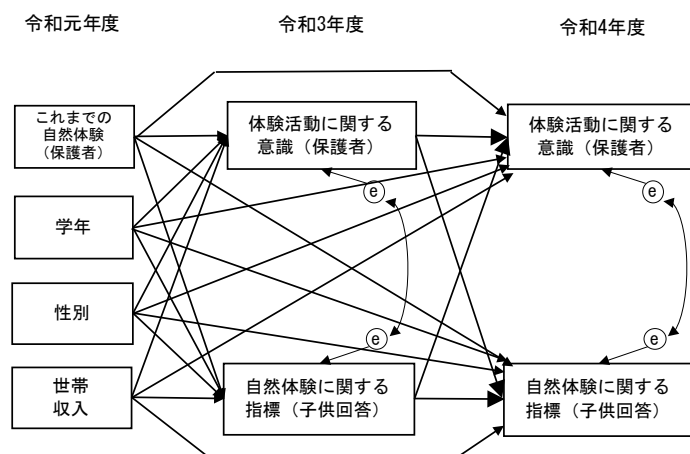 令和元年度
令和3年度
令和4年度
これまでの
自然体験
（保護者）
体験活動に関する
意識（保護者）
体験活動に関する
意識（保護者）
e
e
学年
性別
e
e
世帯
収入
自然体験に関する
指標（子供回答）
自然体験に関する
指標（子供回答）